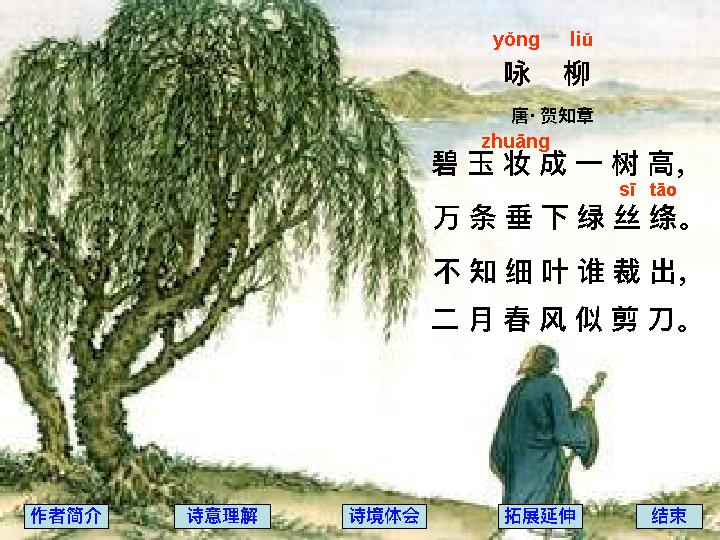 yǒng liǔ
咏 柳
唐·贺知章
zhuāng
碧玉妆成一树高，
sī tāo
万条垂下绿丝绦。
不知细叶谁裁出，
二月春风似剪刀。
作者简介 诗意理解 诗境体会 拓展延伸 结束